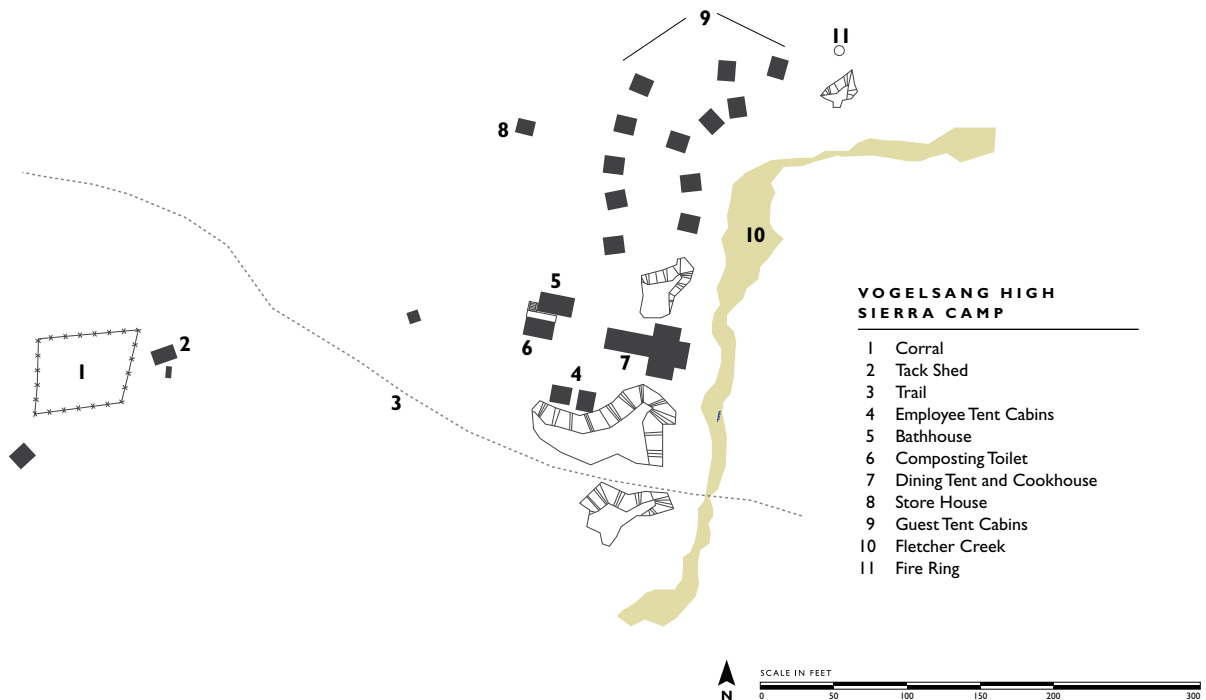 9
11
8
10
5
6
7
4
2
1
3
VOGELSANG HIGH
SIERRA CAMP
1 Corral
2 Tack Shed
3 Trail
4 Employee Tent Cabins
5 Bathhouse
6 Composting Toilet
7 Dining Tent and Cookhouse
8 Store House
9 Guest Tent Cabins
10 Fletcher Creek
11 Fire Ring
N
SCALE IN FEET
0 50 100 150 200 300